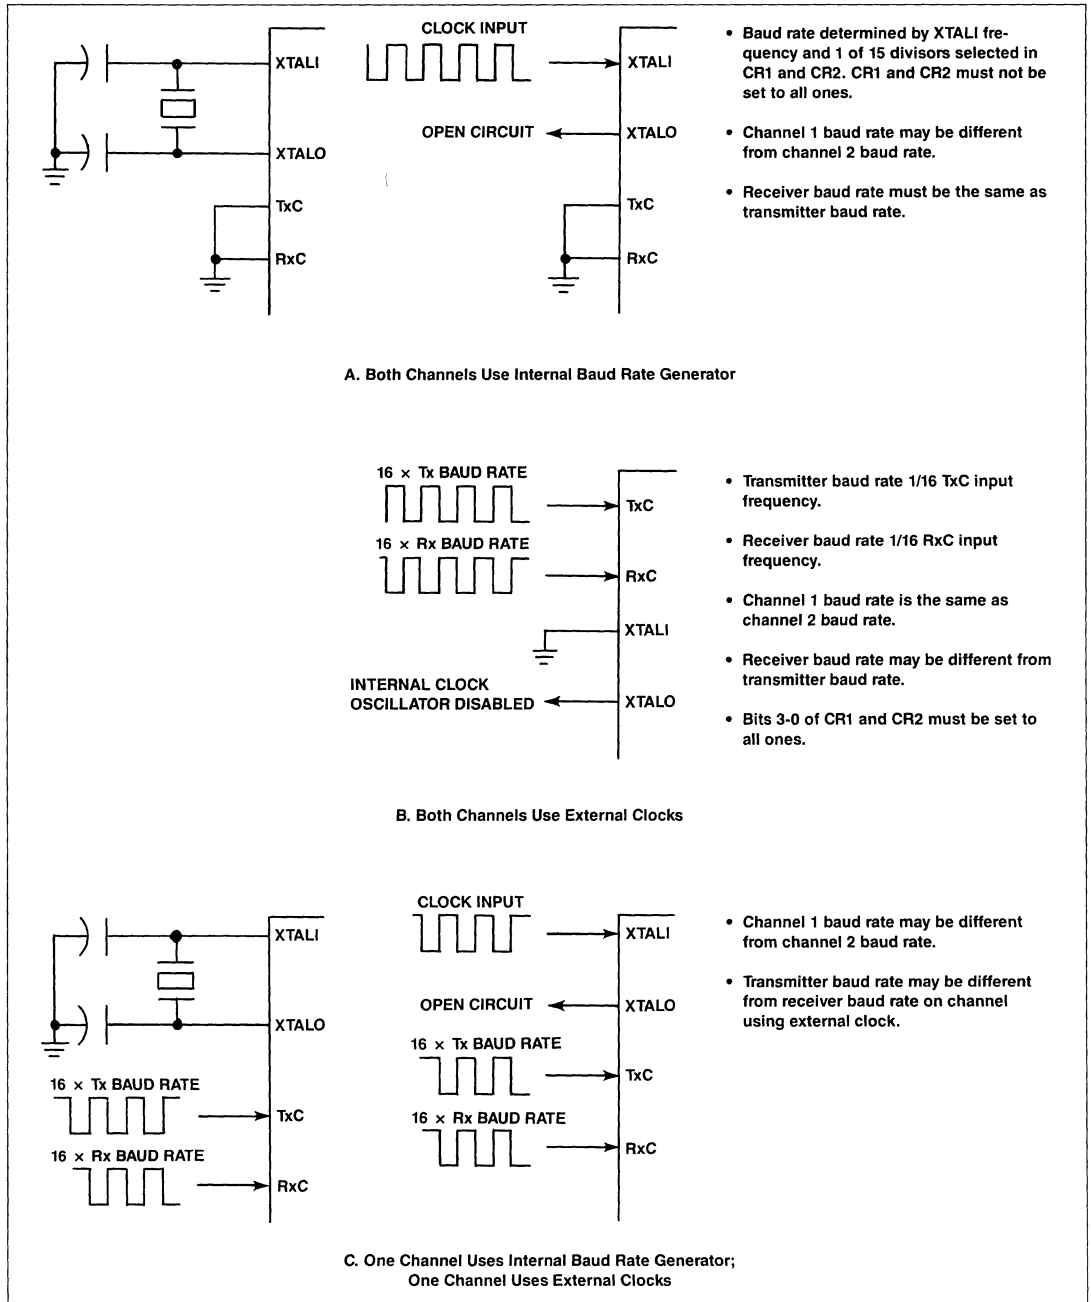 CLOCK INPUT
XTALI
XTALO
TxC
RxC
XTALI
OPEN CIRCUIT
XTALO
TxC
RxC
• Baud rate determined by XTALI fre-
quency and 1 of 15 divisors selected in
CR1 and CR2. CR1 and CR2 must not be
set to all ones.
• Channel 1 baud rate may be different
from channel 2 baud rate.
• Receiver baud rate must be the same as
transmitter baud rate.
A. Both Channels Use Internal Baud Rate Generator
16 × Tx BAUD RATE
TxC
16 × Rx BAUD RATE
RxC
XTALI
INTERNAL CLOCK
OSCILLATOR DISABLED
XTALO
• Transmitter baud rate 1/16 TxC input
frequency.
• Receiver baud rate 1/16 RxC input
frequency.
• Channel 1 baud rate is the same as
channel 2 baud rate.
• Receiver baud rate may be different from
transmitter baud rate.
• Bits 3-0 of CR1 and CR2 must be set to
all ones.
B. Both Channels Use External Clocks
XTALI
XTALO
16 × Tx BAUD RATE
TxC
16 × Rx BAUD RATE
RxC
CLOCK INPUT
XTALI
OPEN CIRCUIT
XTALO
16 × Tx BAUD RATE
TxC
16 × Rx BAUD RATE
RxC
• Channel 1 baud rate may be different
from channel 2 baud rate.
• Transmitter baud rate may be different
from receiver baud rate on channel
using external clock.
C. One Channel Uses Internal Baud Rate Generator;
One Channel Uses External Clocks